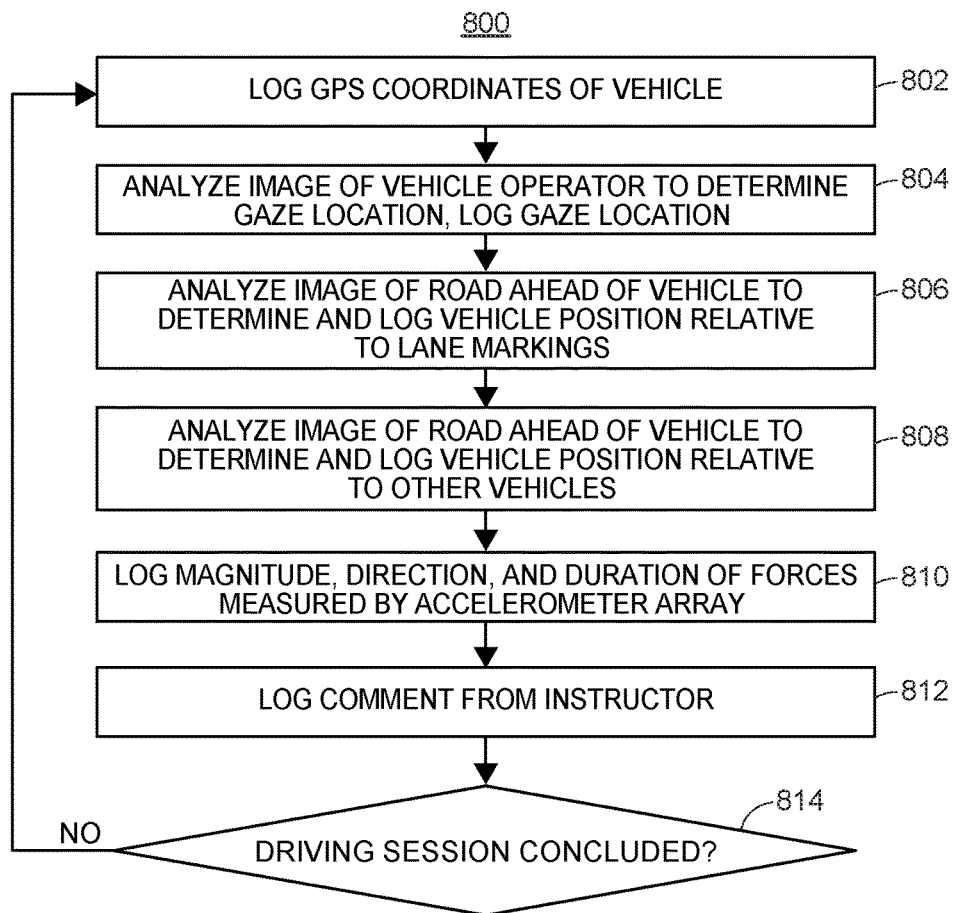 800
LOG GPS COORDINATES OF VEHICLE
802
ANALYZE IMAGE OF VEHICLE OPERATOR TO DETERMINE
GAZE LOCATION, LOG GAZE LOCATION
804
ANALYZE IMAGE OF ROAD AHEAD OF VEHICLE TO
DETERMINE AND LOG VEHICLE POSITION RELATIVE
TO LANE MARKINGS
806
ANALYZE IMAGE OF ROAD AHEAD OF VEHICLE TO
DETERMINE AND LOG VEHICLE POSITION RELATIVE
TO OTHER VEHICLES
808
LOG MAGNITUDE, DIRECTION, AND DURATION OF FORCES
MEASURED BY ACCELEROMETER ARRAY
810
LOG COMMENT FROM INSTRUCTOR
812
814
NO
DRIVING SESSION CONCLUDED?